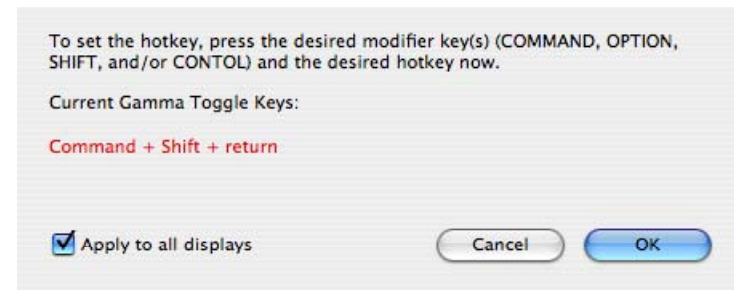 To set the hotkey, press the desired modifier key(s) (COMMAND, OPTION,
SHIFT, and/or CONTOL) and the desired hotkey now.
Current Gamma Toggle Keys:
Command + Shift + return
Apply to all displays
Cancel
OK